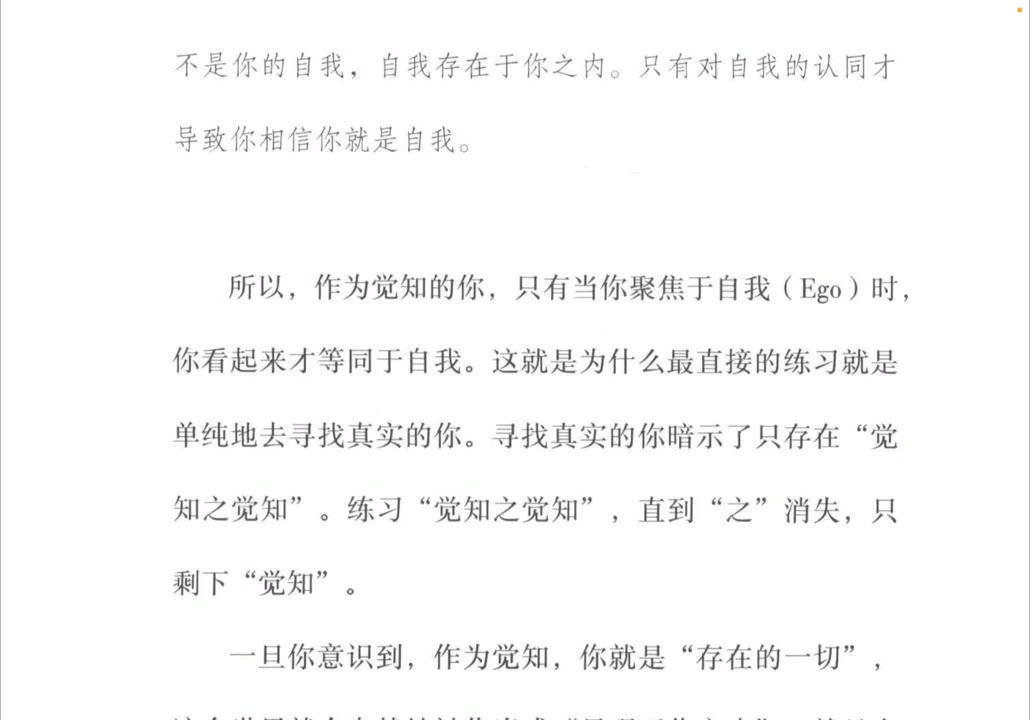 不是你的自我，自我存在于你之内。只有对自我的认同才
导致你相信你就是自我。
所以，作为觉知的你，只有当你聚焦于自我（Ego）时，
你看起来才等同于自我。这就是为什么最直接的练习就是
单纯地去寻找真实的你。寻找真实的你暗示了只存在“觉
知之觉知”。练习“觉知之觉知”，直到“之”消失，只
剩下“觉知”。
一旦你意识到，作为觉知，你就是“存在的一切”，